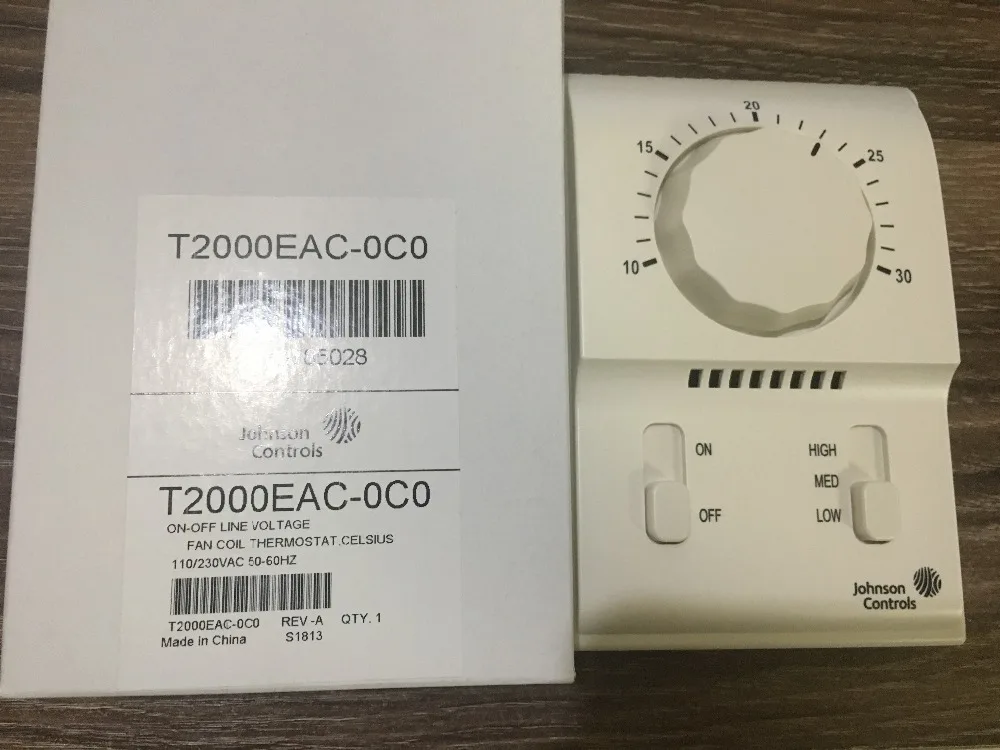 T2000EAC-0C0
Johnson
Controls
T2000EAC-0C0
ON-OFF LINE VOLTAGE
FAN COIL THERMOSTAT,CELSIUS
110/230VAC 50-60HZ
T2000EAC-0C0 REV -A QTY. 1
Made In China S1813
10
15
20
25
30
ON
OFF
HIGH
MED
LOW
Johnson
Controls